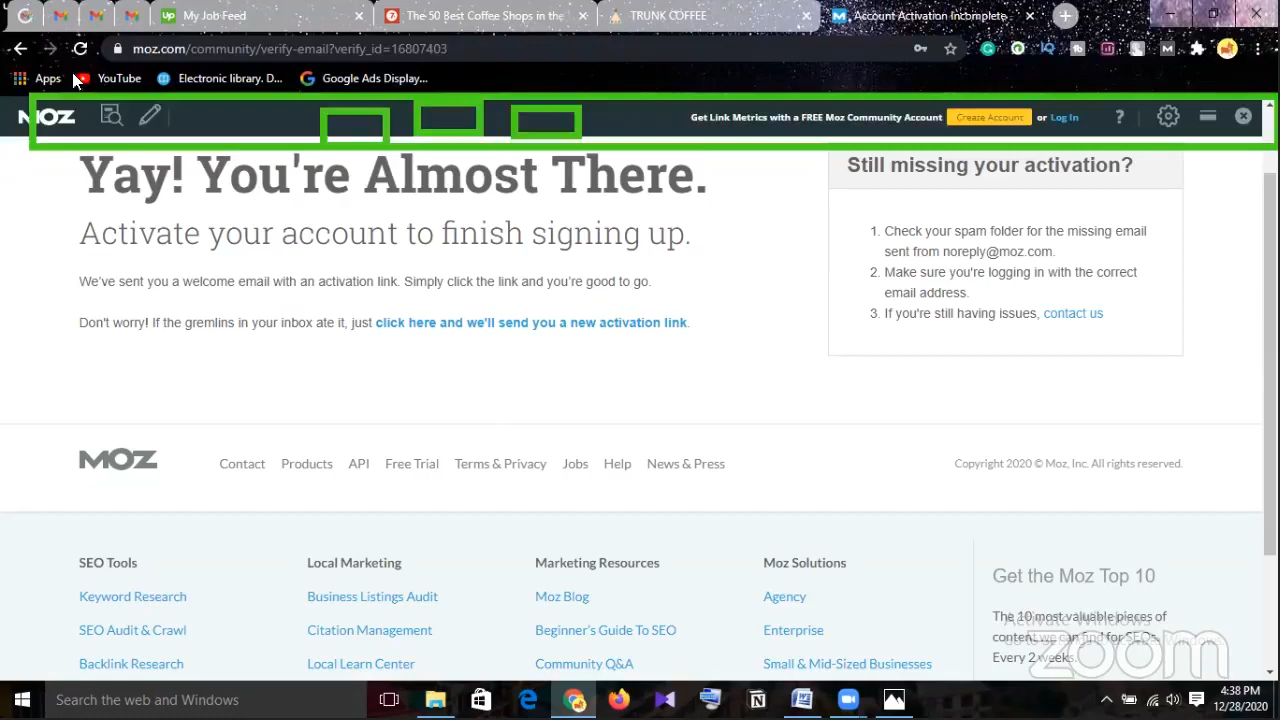 My Job Feed
The 50 Best Coffee Shops in the
TRUNK COFFEE
Account Activation Incomplete
moz.com/community/verify-email?verify_id=16807403
Apps
YouTube
Electronic library. D...
Google Ads Display...
MOZ
Get Link Metrics with a FREE Moz Community Account
Create Account
or Log In
Yay! You're Almost There.
Activate your account to finish signing up.
We've sent you a welcome email with an activation link. Simply click the link and you're good to go.
Don't worry! If the gremlins in your inbox ate it, just click here and we'll send you a new activation link.
Still missing your activation?
1. Check your spam folder for the missing email
sent from noreply@moz.com.
2. Make sure you're logging in with the correct
email address.
3. If you're still having issues, contact us
MOZ
Contact
Products
API
Free Trial
Terms & Privacy
Jobs
Help
News & Press
Copyright 2020 © Moz, Inc. All rights reserved.
SEO Tools
Keyword Research
SEO Audit & Crawl
Backlink Research
Local Marketing
Business Listings Audit
Citation Management
Local Learn Center
Marketing Resources
Moz Blog
Beginner's Guide To SEO
Community Q&A
Moz Solutions
Agency
Enterprise
Small & Mid-Sized Businesses
Get the Moz Top 10
The 10 most valuable pieces of
content we can find for SEOs.
Every 2 weeks.
Activate Windows
zoom
Search the web and Windows
4:38 PM
12/28/2020